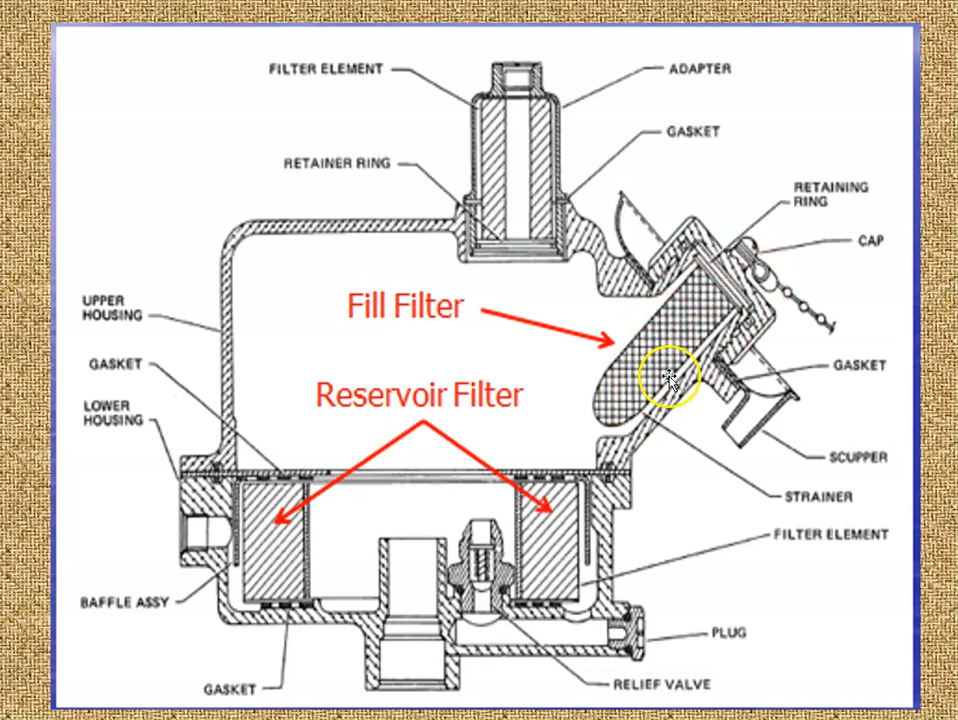 FILTER ELEMENT
ADAPTER
GASKET
RETAINER RING
RETAINING
RING
CAP
UPPER
HOUSING
Fill Filter
GASKET
GASKET
Reservoir Filter
LOWER
HOUSING
SCUPPER
STRAINER
FILTER ELEMENT
BAFFLE ASSY
PLUG
GASKET
RELIEF VALVE